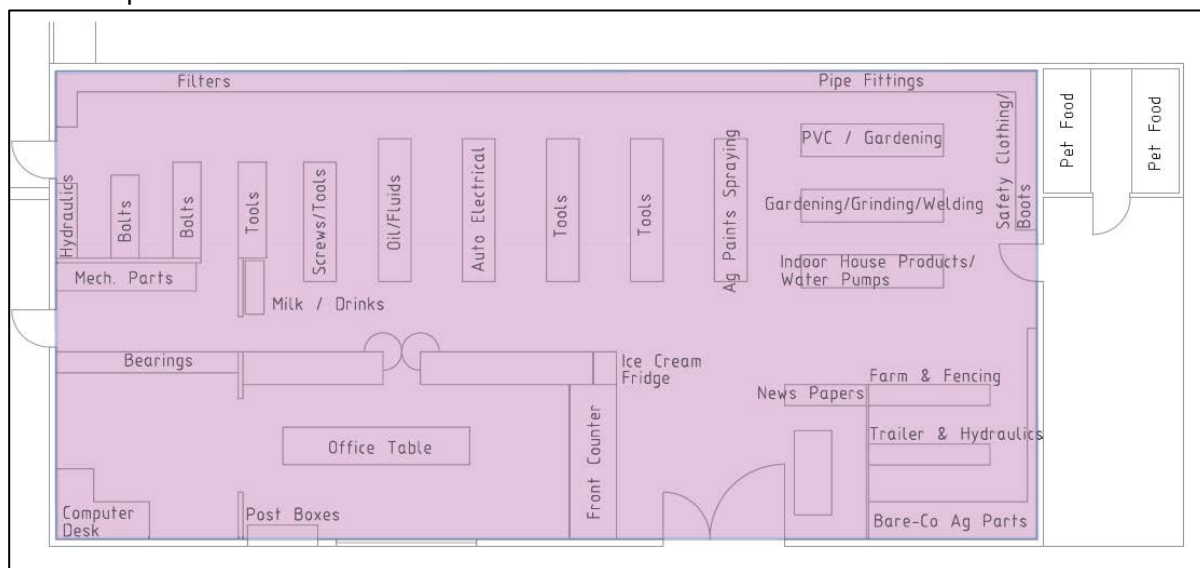 Filters
Pipe Fittings
Safety Clothing/
Boots
Pet Food
Pet Food
PVC / Gardening
Hydraulics
Bolts
Bolts
Tools
Screws/Tools
Oil/Fluids
Auto Electrical
Tools
Tools
Ag Paints Spraying
Gardening/Grinding/Welding
Mech. Parts
Indoor House Products/
Water Pumps
Milk / Drinks
Bearings
Ice Cream
Fridge
Farm & Fencing
News Papers
Trailer & Hydraulics
Office Table
Front Counter
Computer
Desk
Post Boxes
Bare-Co Ag Parts